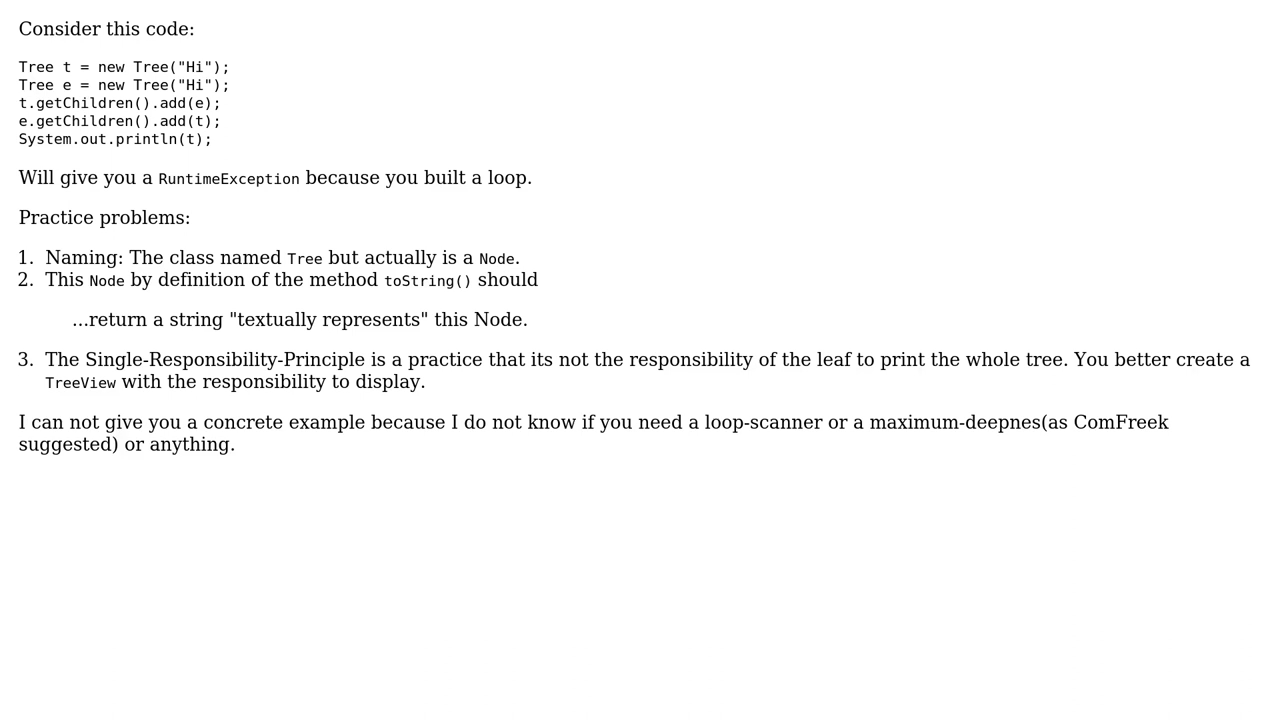 Consider this code:
Tree t = new Tree("Hi");
Tree e = new Tree("Hi");
t.getChildren().add(e);
e.getChildren().add(t);
System.out.println(t);
Will give you a RuntimeException because you built a loop.
Practice problems:
1. Naming: The class named Tree but actually is a Node.
2. This Node by definition of the method toString() should
...return a string "textually represents" this Node.
3. The Single-Responsibility-Principle is a practice that its not the responsibility of the leaf to print the whole tree. You better create a
TreeView with the responsibility to display.
I can not give you a concrete example because I do not know if you need a loop-scanner or a maximum-deepnes(as ComFreek
suggested) or anything.